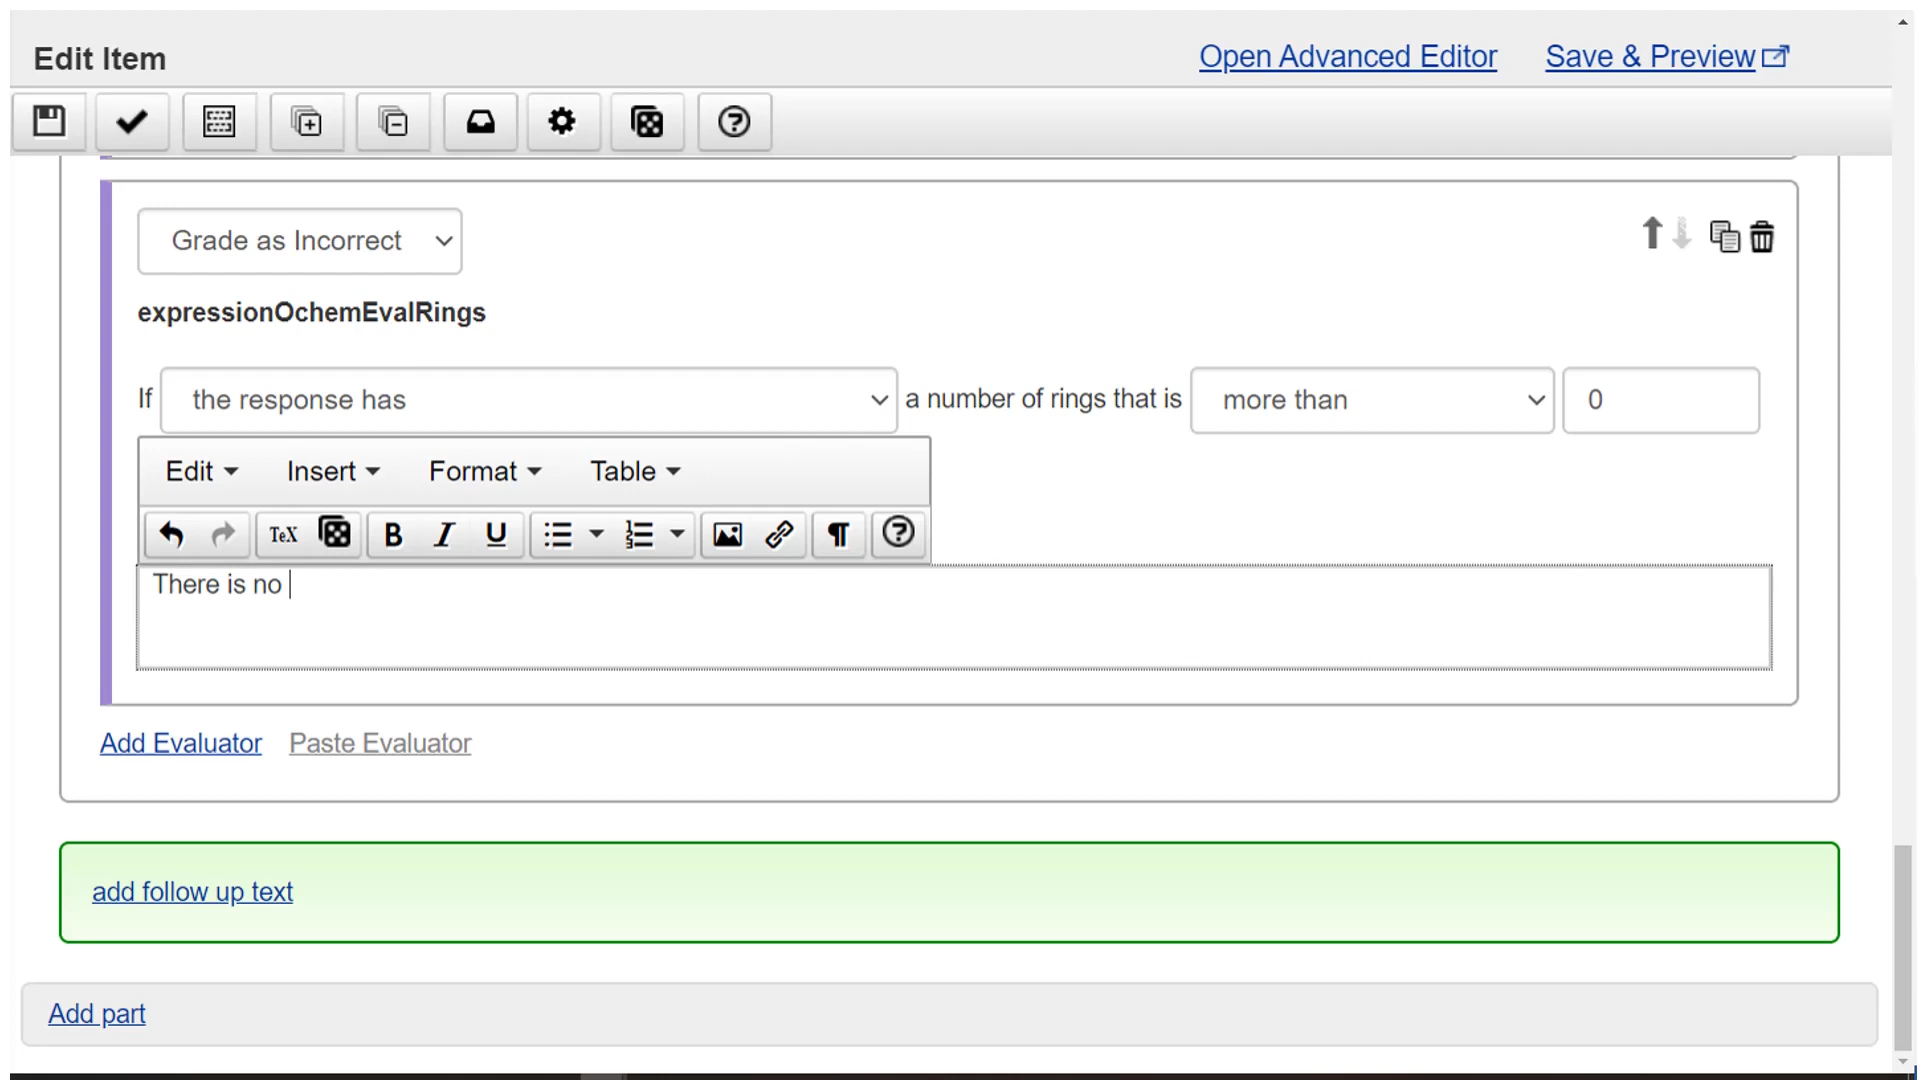 Edit Item
Open Advanced Editor
Save & Preview
Grade as Incorrect
expressionOchemEvalRings
If the response has a number of rings that is more than 0
Edit Insert Format Table
TeX B I U
There is no
Add Evaluator Paste Evaluator
add follow up text
Add part